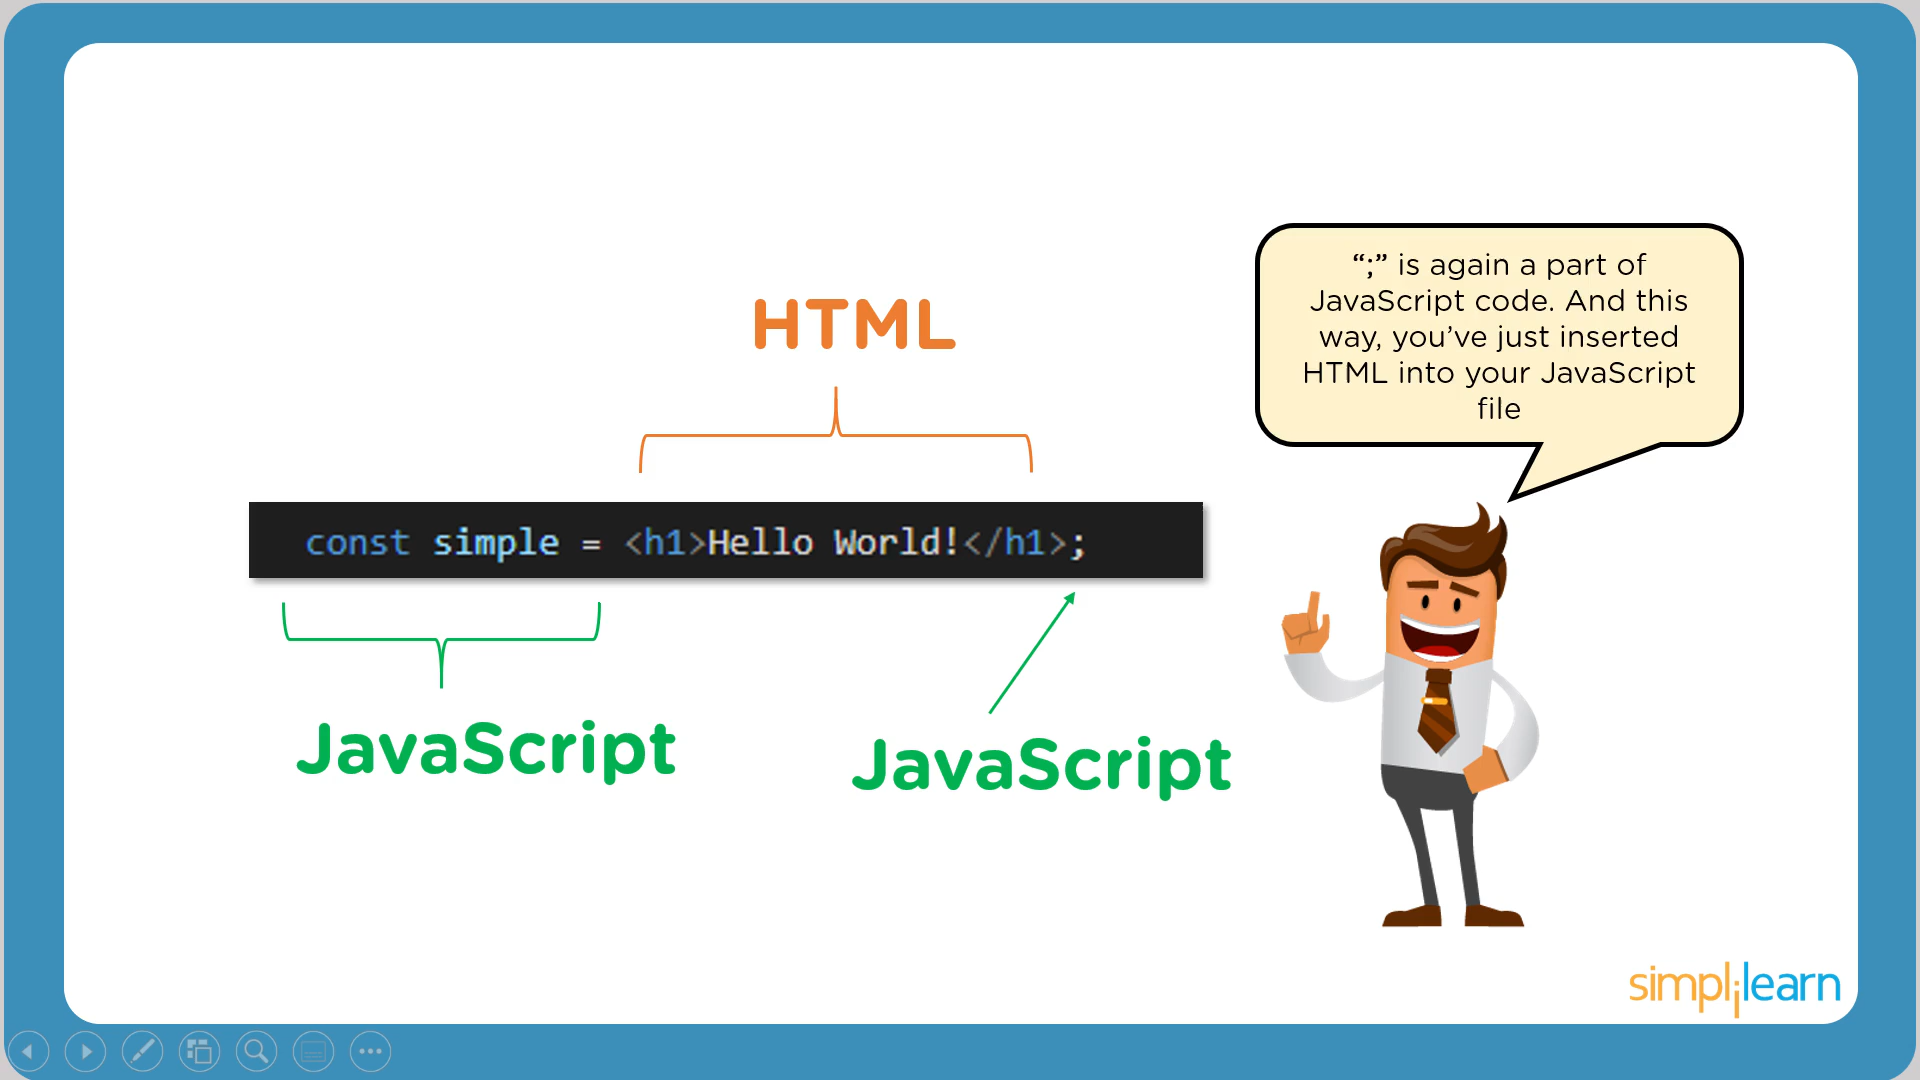 “;” is again a part of
JavaScript code. And this
way, you’ve just inserted
HTML into your JavaScript
file
HTML
const simple = <h1>Hello World!</h1>;
JavaScript
JavaScript
simplilearn